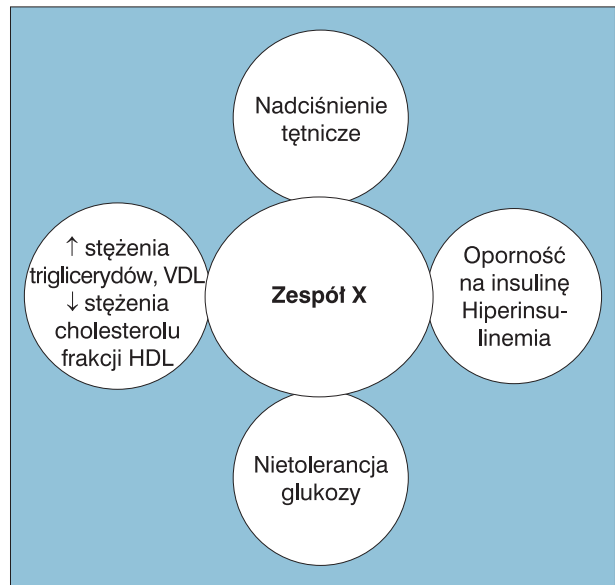 Nadciśnienie
tętnicze
↑ stężenia
triglicerydów, VDL
↓ stężenia
cholesterolu
frakcji HDL
Zespół X
Oporność
na insulinę
Hiperinsu-
linemia
Nietolerancja
glukozy